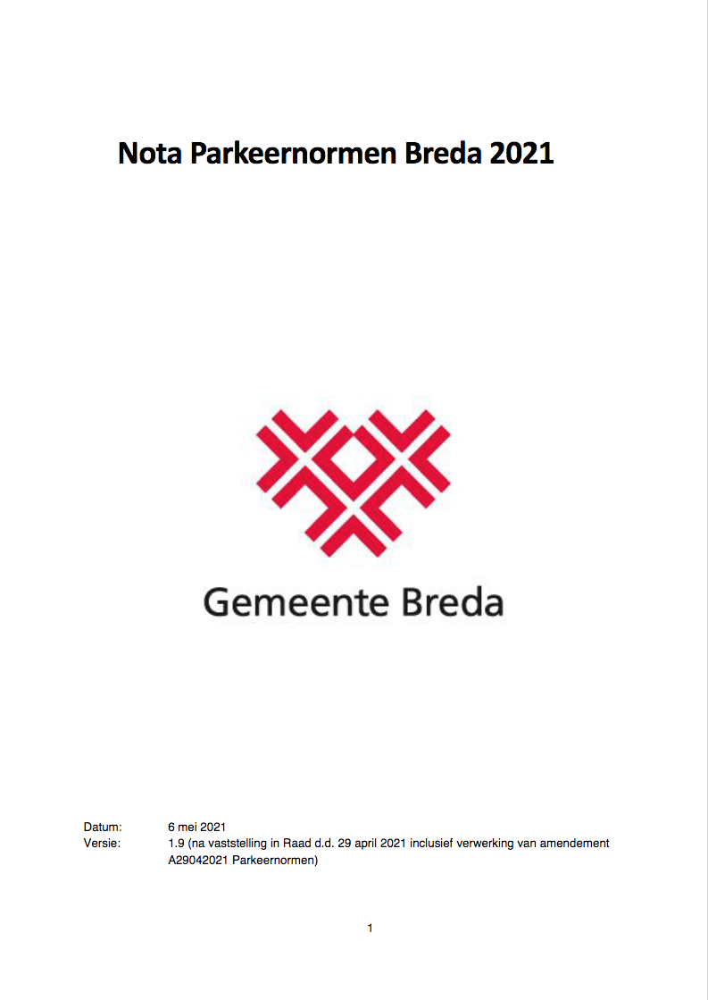 Nota Parkeernormen Breda 2021
Gemeente Breda
Datum: 6 mei 2021
Versie: 1.9 (na vaststelling in Raad d.d. 29 april 2021 inclusief verwerking van amendement
A29042021 Parkeernormen)
1